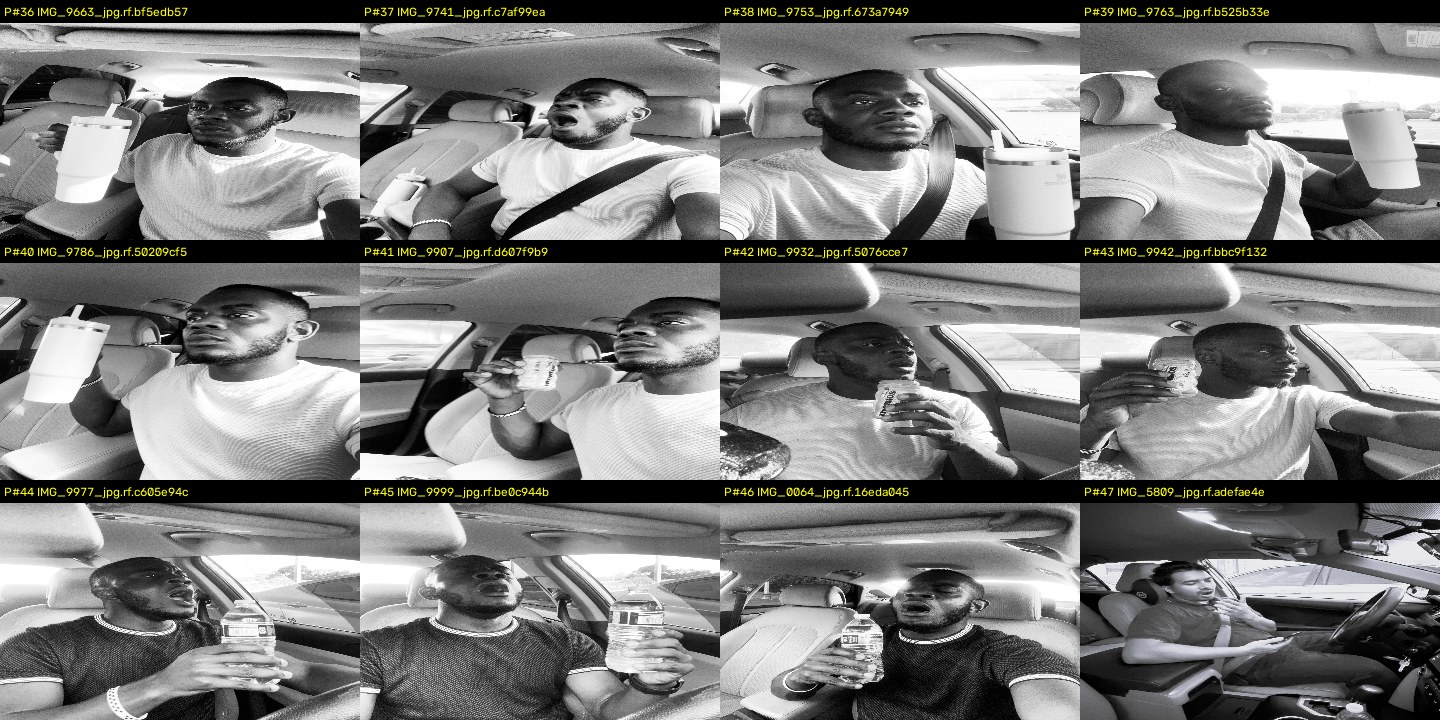 P#36 IMG_9663_jpg.rf.bf5edb57
P#37 IMG_9741_jpg.rf.c7af99ea
P#38 IMG_9753_jpg.rf.673a7949
P#39 IMG_9763_jpg.rf.b525b33e
P#40 IMG_9786_jpg.rf.50209cf5
P#41 IMG_9907_jpg.rf.d607f9b9
P#42 IMG_9932_jpg.rf.5076cce7
P#43 IMG_9942_jpg.rf.bbc9f132
P#44 IMG_9977_jpg.rf.c605e94c
P#45 IMG_9999_jpg.rf.be0c944b
P#46 IMG_0064_jpg.rf.16eda045
P#47 IMG_5809_jpg.rf.adefae4e